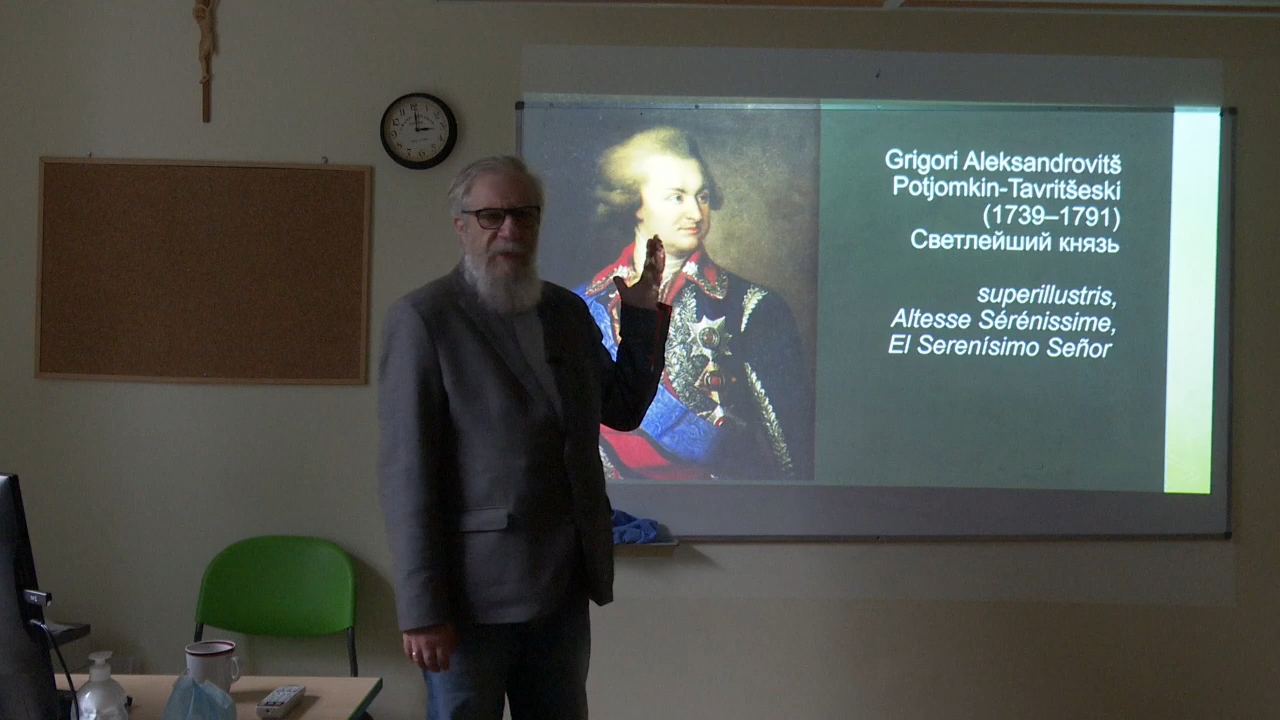 Grigori Aleksandrovitš
Potjomkin-Tavritšeski
(1739–1791)
Светлейший князь
superillustris,
Altesse Sérénissime,
El Serenísimo Señor